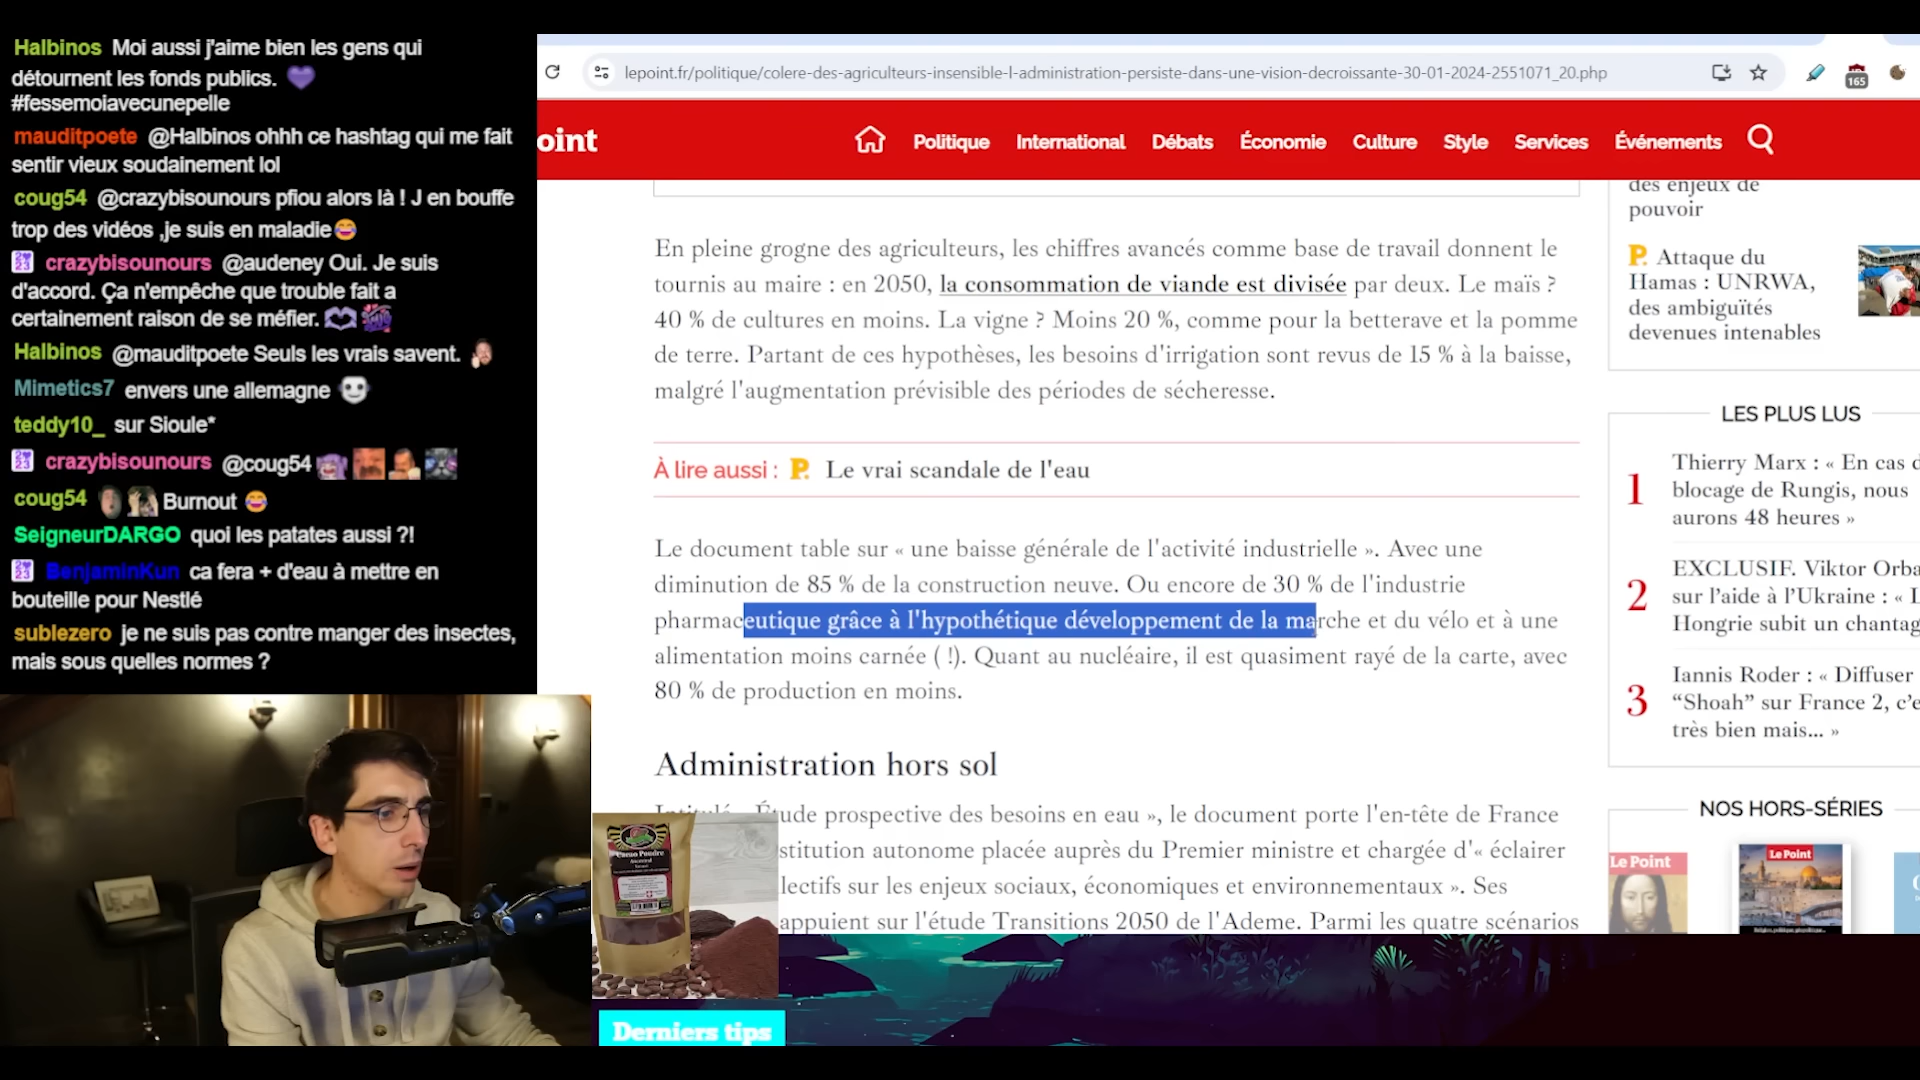 Halbinos Moi aussi j'aime bien les gens qui
détournent les fonds publics.
#fessemoiavecunepelle
mauditpoete @Halbinos ohhh ce hashtag qui me fait
sentir vieux soudainement lol
coug54 @crazybisounours pfiou alors là ! J en bouffe
trop des vidéos ,je suis en maladie
crazybisounours @audeney Oui. Je suis
d'accord. Ça n'empêche que trouble fait a
certainement raison de se méfier.
Halbinos @mauditpoete Seuls les vrais savent.
Mimetics7 envers une allemagne
teddy10_ sur Sioule*
crazybisounours @coug54
coug54 Burnout
SeigneurDARGO quoi les patates aussi ?!
BenjaminKun ca fera + d'eau à mettre en
bouteille pour Nestlé
sublezero je ne suis pas contre manger des insectes,
mais sous quelles normes ?
lepoint.fr/politique/colere-des-agriculteurs-insensible-l-administration-persiste-dans-une-vision-decroissante-30-01-2024-2551071_20.php
165
oint
Politique International Débats Économie Culture Style Services Événements
En pleine grogne des agriculteurs, les chiffres avancés comme base de travail donnent le
tournis au maire : en 2050, la consommation de viande est divisée par deux. Le maïs ?
40 % de cultures en moins. La vigne ? Moins 20 %, comme pour la betterave et la pomme
de terre. Partant de ces hypothèses, les besoins d'irrigation sont revus de 15 % à la baisse,
malgré l'augmentation prévisible des périodes de sécheresse.
À lire aussi : P. Le vrai scandale de l'eau
Le document table sur « une baisse générale de l'activité industrielle ». Avec une
diminution de 85 % de la construction neuve. Ou encore de 30 % de l'industrie
pharmaceutique grâce à l'hypothétique développement de la marche et du vélo et à une
alimentation moins carnée ( !). Quant au nucléaire, il est quasiment rayé de la carte, avec
80 % de production en moins.
Administration hors sol
Étude prospective des besoins en eau », le document porte l'en-tête de France
stitution autonome placée auprès du Premier ministre et chargée d'« éclairer
lectifs sur les enjeux sociaux, économiques et environnementaux ». Ses
appuient sur l'étude Transitions 2050 de l'Ademe. Parmi les quatre scénarios
des enjeux de
pouvoir
P. Attaque du
Hamas : UNRWA,
des ambiguïtés
devenues intenables
LES PLUS LUS
1 Thierry Marx : « En cas d
blocage de Rungis, nous
aurons 48 heures »
2 EXCLUSIF. Viktor Orba
sur l'aide à l'Ukraine : « L
Hongrie subit un chantag
3 Iannis Roder : « Diffuser
"Shoah" sur France 2, c'e
très bien mais... »
NOS HORS-SÉRIES
Le Point
Le Point
Cacao Poudre
Derniers tips